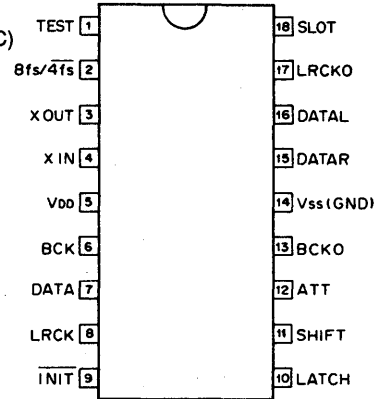 C)
TEST 1
8fs/4fs 2
XOUT 3
XIN 4
VDD 5
BCK 6
DATA 7
LRCK 8
INIT 9
18 SLOT
17 LRCKO
16 DATAL
15 DATAR
14 Vss(GND)
13 BCKO
12 ATT
11 SHIFT
10 LATCH